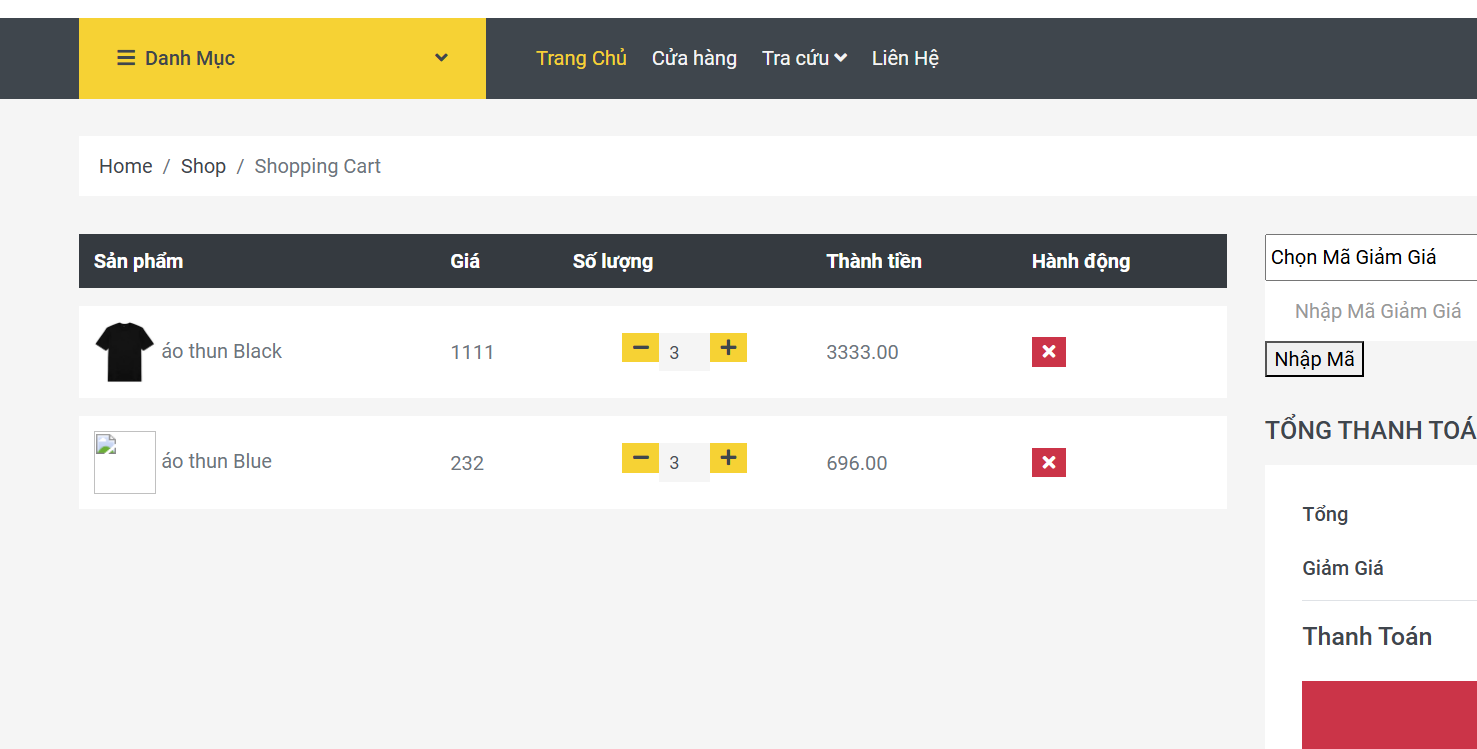 Danh Mục
Trang Chủ Cửa hàng Tra cứu Liên Hệ
Home / Shop / Shopping Cart
Sản phẩm Giá Số lượng Thành tiền Hành động
áo thun Black 1111 3 3333.00
áo thun Blue 232 3 696.00
Chọn Mã Giảm Giá
Nhập Mã Giảm Giá
Nhập Mã
TỔNG THANH TOÁ
Tổng
Giảm Giá
Thanh Toán